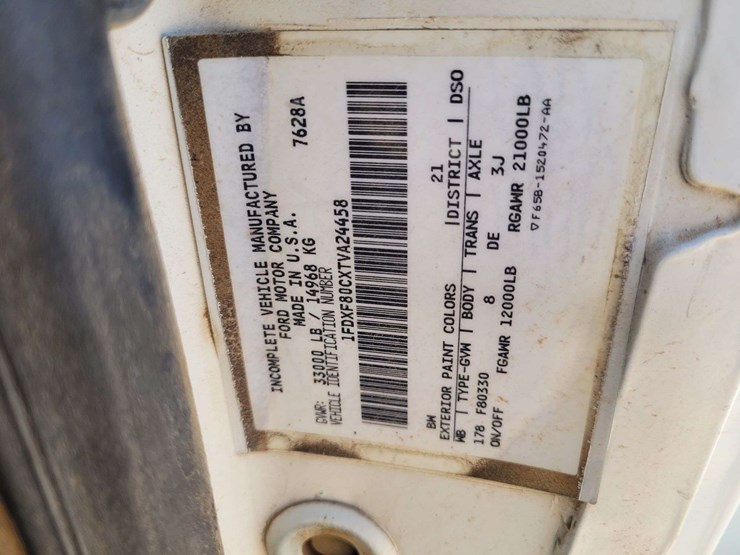 INCOMPLETE VEHICLE MANUFACTURED BY
FORD MOTOR COMPANY
MADE IN U.S.A.
GVWR: 33000 LB / 14968 KG 7628A
VEHICLE IDENTIFICATION NUMBER
1FDXF80CXTVA24458
BW 21
EXTERIOR PAINT COLORS |DISTRICT | DSO
WB | TYPE-GVW | BODY | TRANS | AXLE
178 F80330 8 DE 3J
ON/OFF FGAWR 12000LB RGAWR 21000LB
▽F65B-1520472-AA